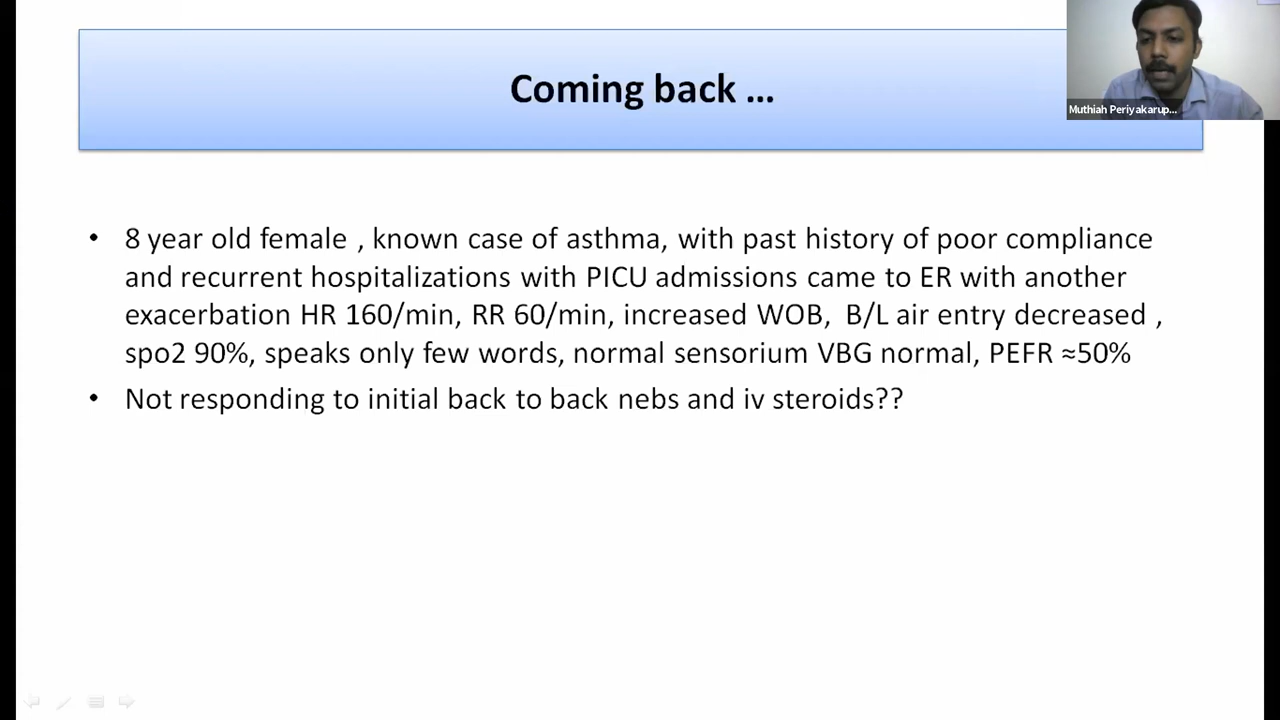 Coming back ...
Muthiah Periyakarup...
• 8 year old female , known case of asthma, with past history of poor compliance
and recurrent hospitalizations with PICU admissions came to ER with another
exacerbation HR 160/min, RR 60/min, increased WOB, B/L air entry decreased ,
spo2 90%, speaks only few words, normal sensorium VBG normal, PEFR ≈50%
• Not responding to initial back to back nebs and iv steroids??